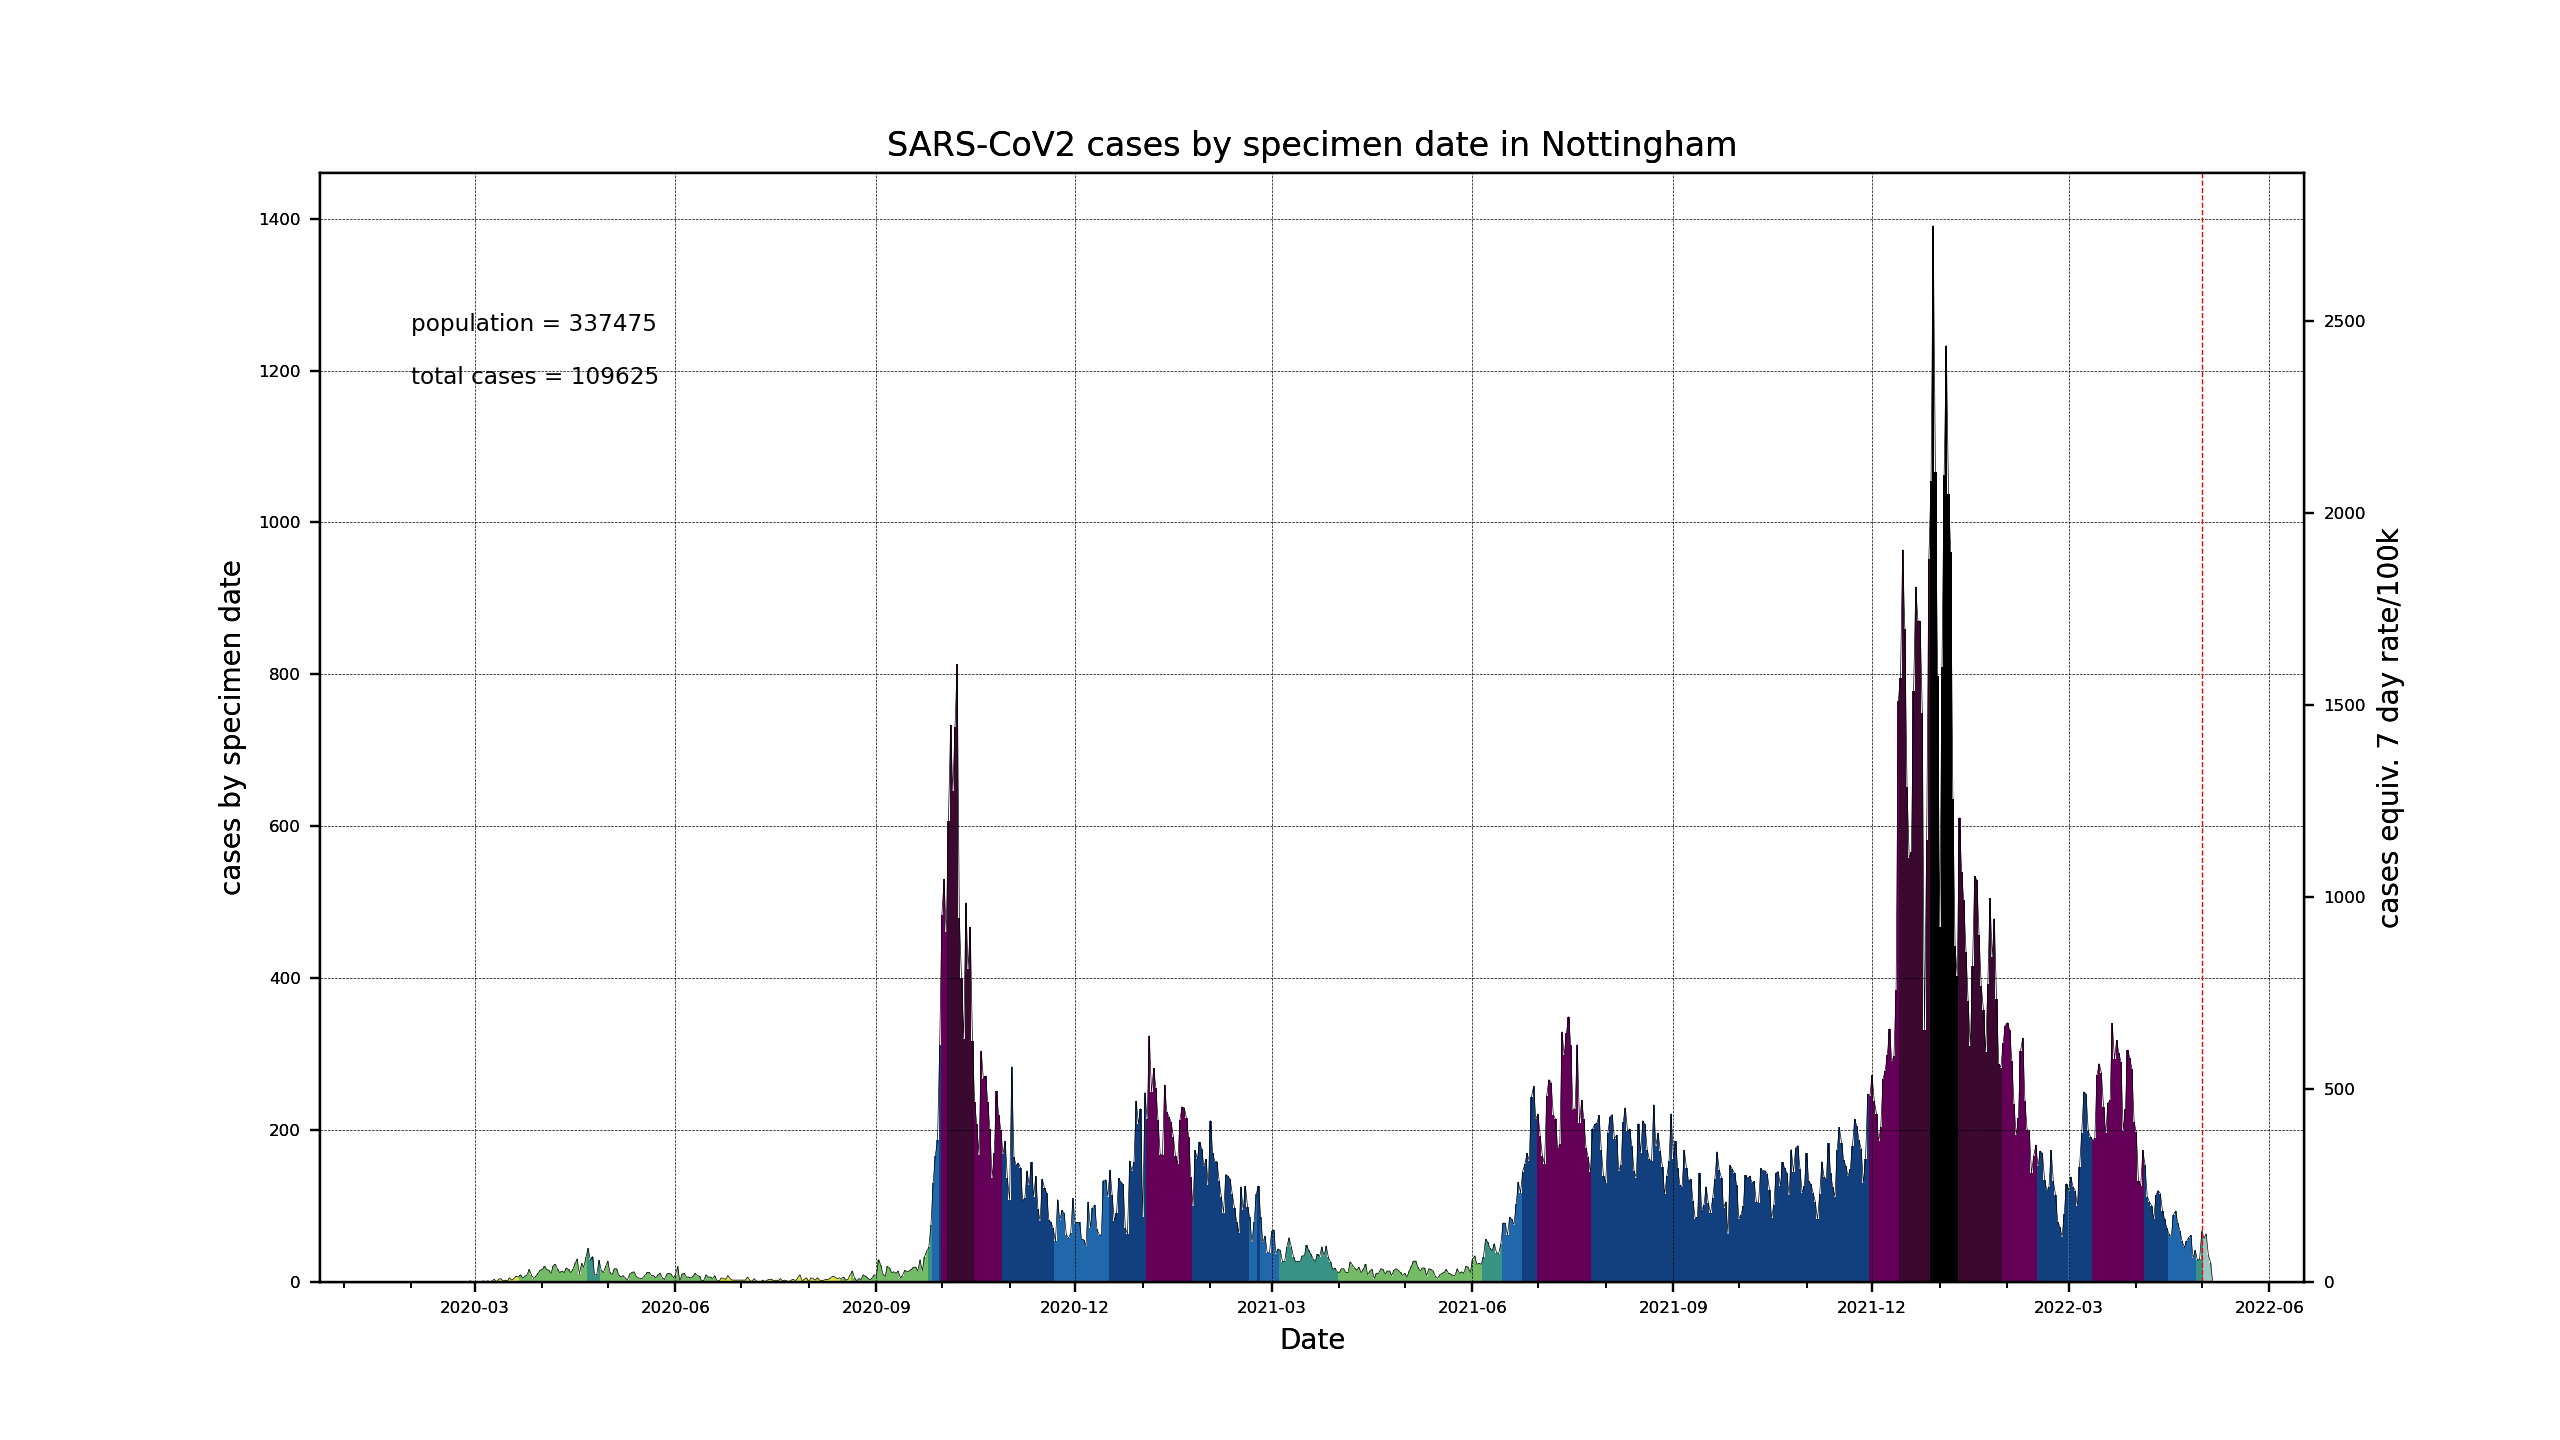 SARS-CoV2 cases by specimen date in Nottingham
population = 337475
total cases = 109625
cases by specimen date
1400
1200
1000
800
600
400
200
0
2500
2000
1500
1000
500
0
cases equiv. 7 day rate/100k
2020-03 2020-06 2020-09 2020-12 2021-03 2021-06 2021-09 2021-12 2022-03 2022-06
Date